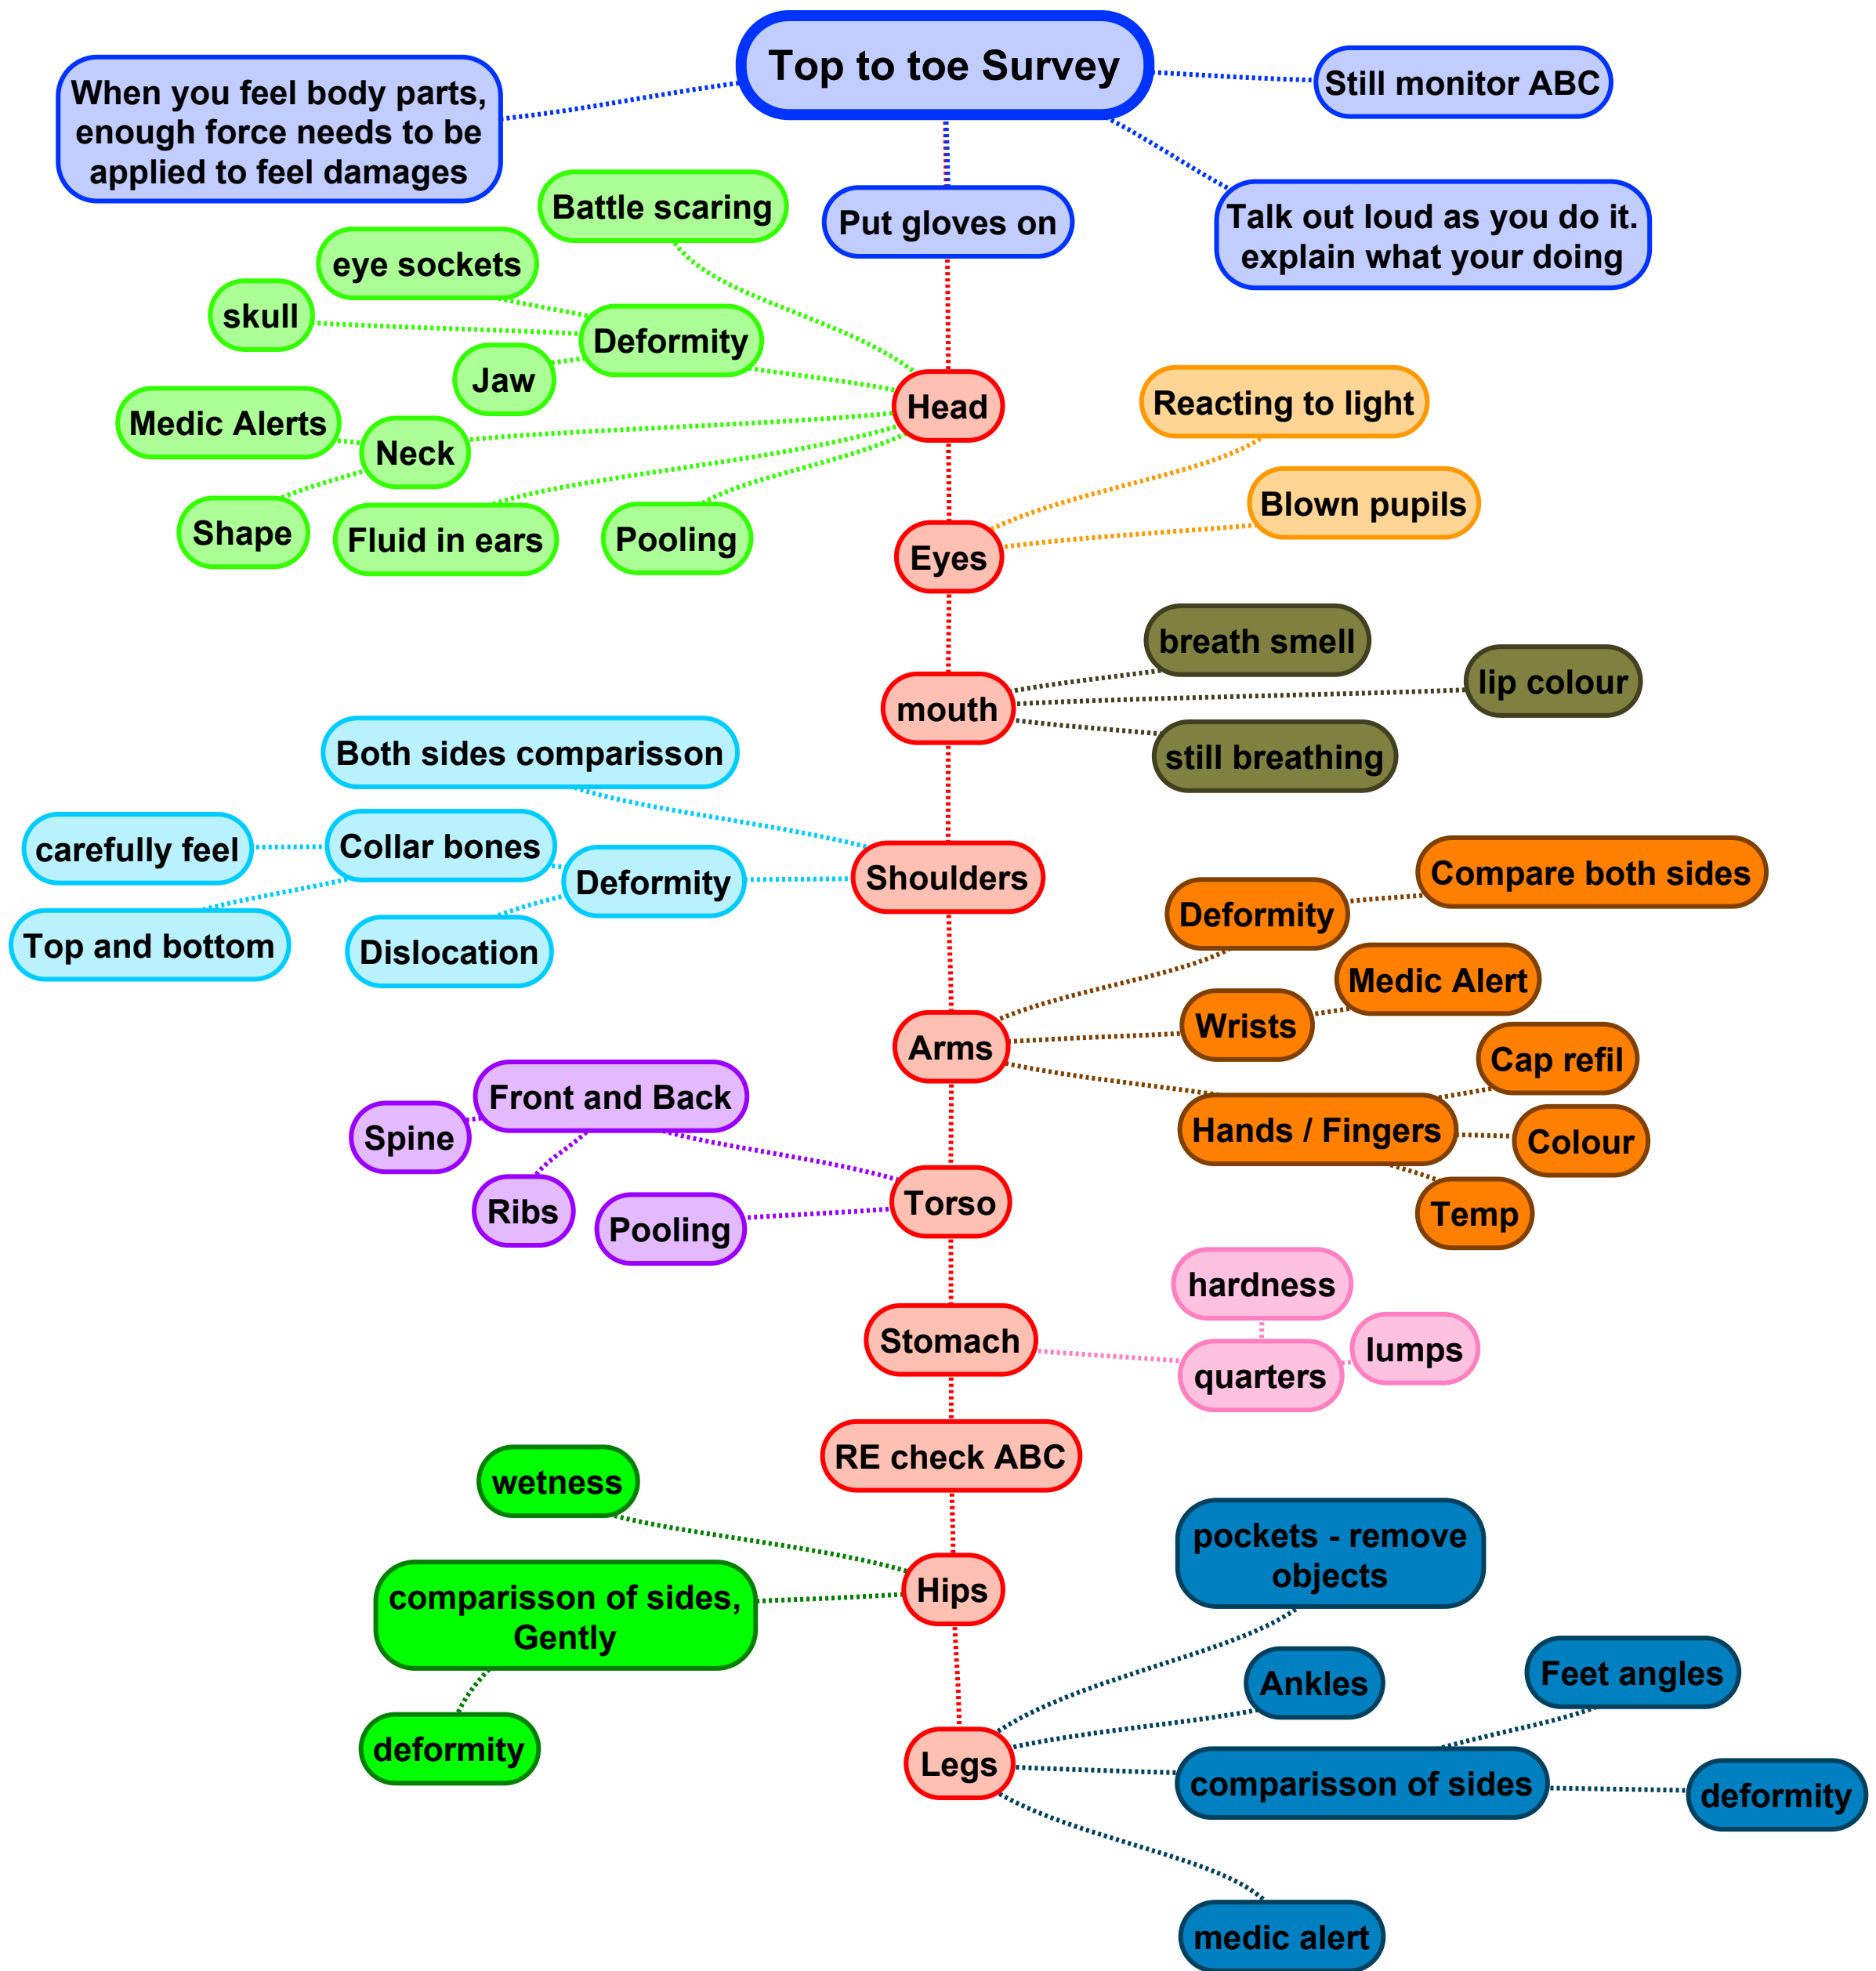 Top to toe Survey
When you feel body parts,
enough force needs to be
applied to feel damages
Still monitor ABC
Put gloves on
Talk out loud as you do it.
explain what your doing
Battle scaring
eye sockets
skull
Deformity
Jaw
Medic Alerts
Neck
Shape
Fluid in ears
Pooling
Head
Reacting to light
Blown pupils
Eyes
breath smell
lip colour
mouth
still breathing
Both sides comparisson
carefully feel
Collar bones
Deformity
Shoulders
Top and bottom
Dislocation
Compare both sides
Deformity
Medic Alert
Wrists
Arms
Cap refil
Hands / Fingers
Colour
Temp
Front and Back
Spine
Ribs
Pooling
Torso
hardness
Stomach
quarters
lumps
RE check ABC
wetness
comparisson of sides,
Gently
Hips
deformity
pockets - remove
objects
Ankles
Feet angles
Legs
comparisson of sides
deformity
medic alert